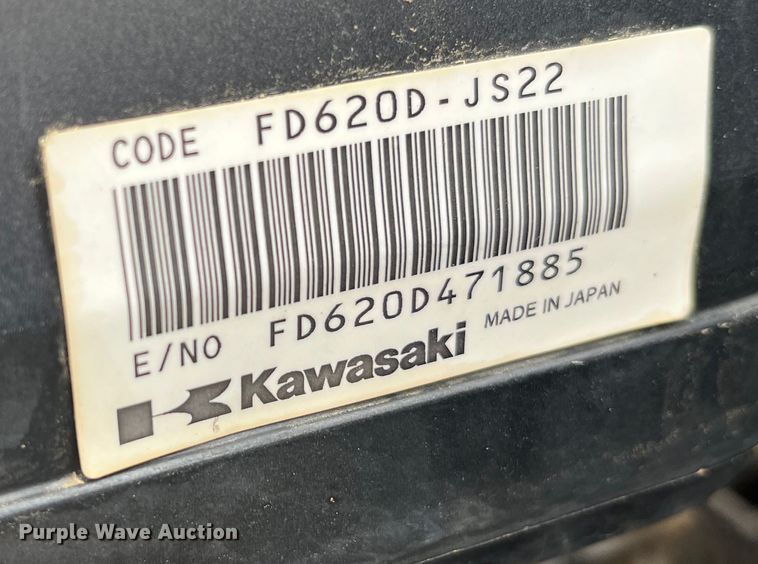 CODE FD620D-JS22
E/NO FD620D471885
Kawasaki MADE IN JAPAN
Purple Wave Auction